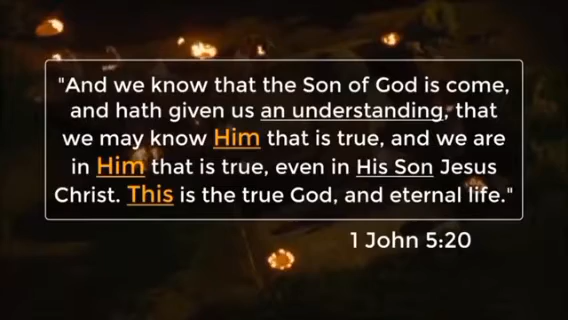 "And we know that the Son of God is come,
and hath given us an understanding, that
we may know Him that is true, and we are
in Him that is true, even in His Son Jesus
Christ. This is the true God, and eternal life."
1 John 5:20